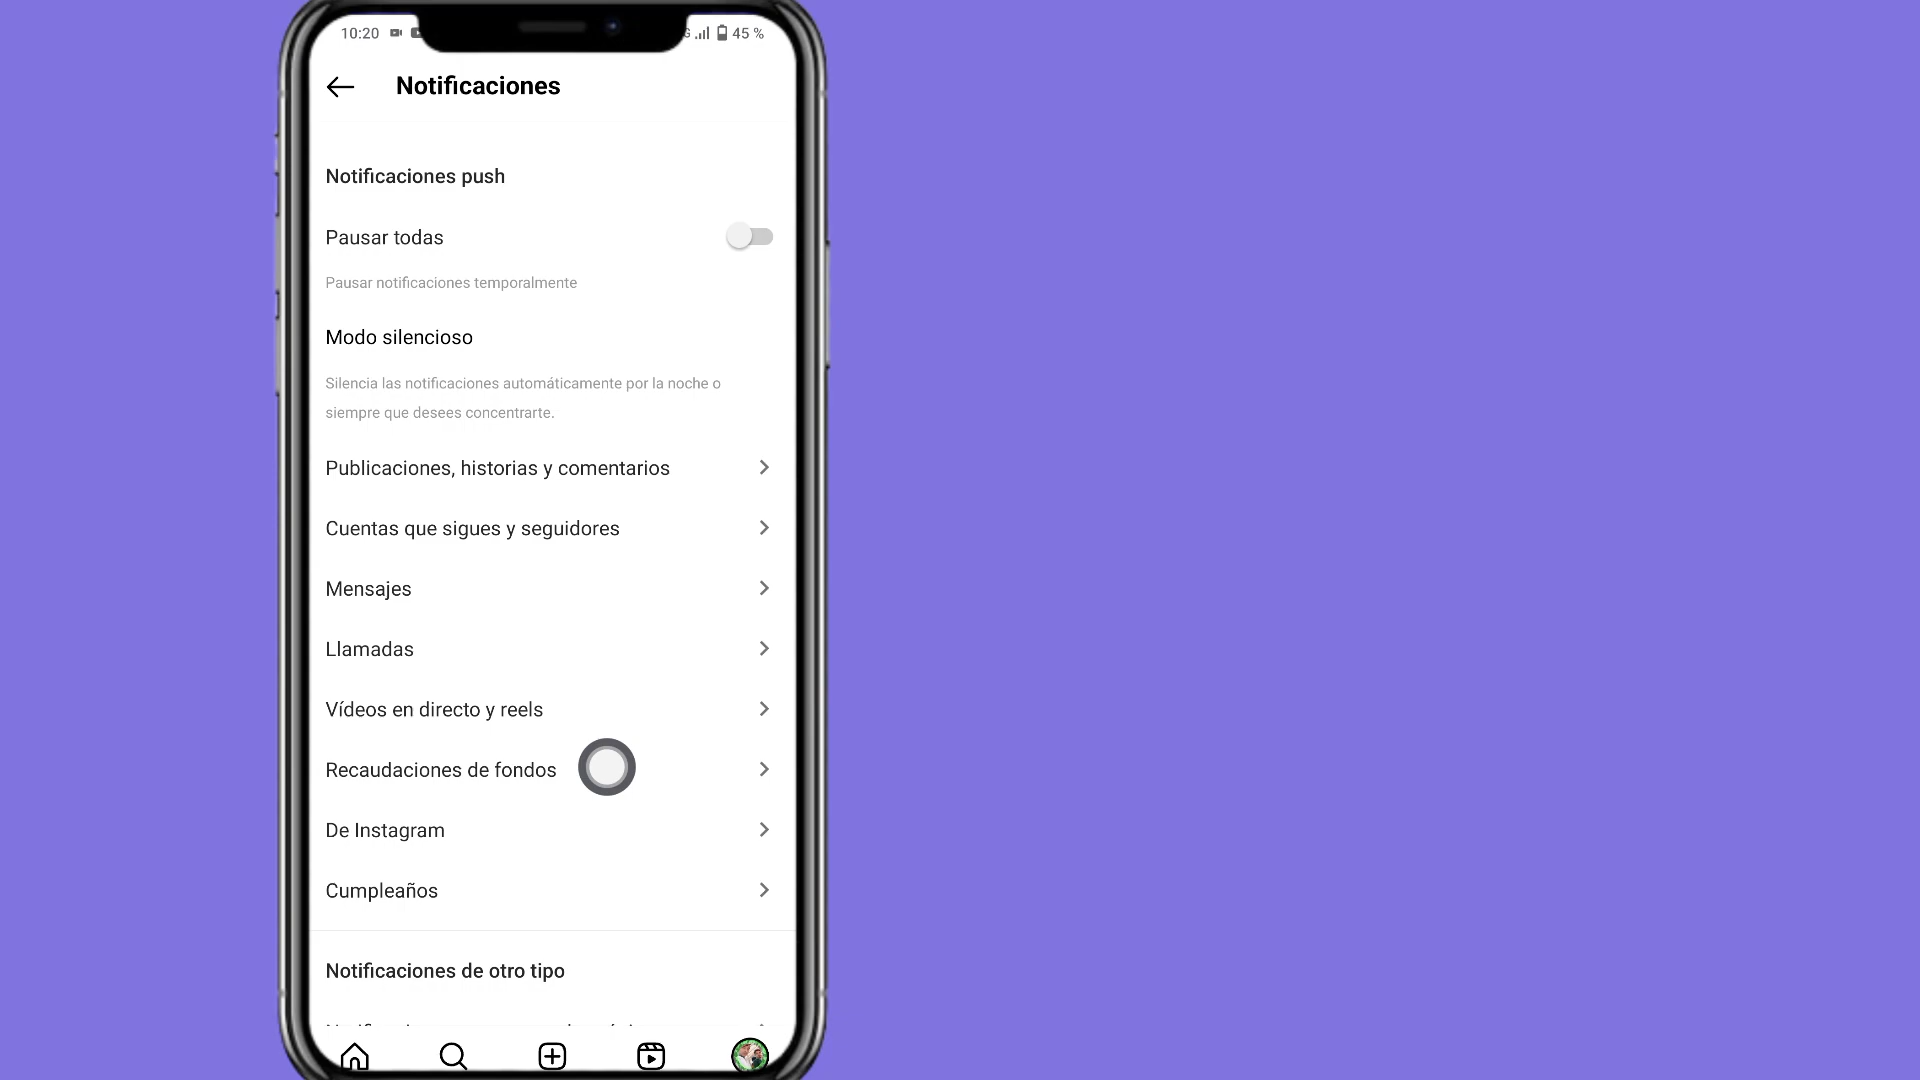 10:20
45 %
Notificaciones
Notificaciones push
Pausar todas
Pausar notificaciones temporalmente
Modo silencioso
Silencia las notificaciones automáticamente por la noche o
siempre que desees concentrarte.
Publicaciones, historias y comentarios
Cuentas que sigues y seguidores
Mensajes
Llamadas
Vídeos en directo y reels
Recaudaciones de fondos
De Instagram
Cumpleaños
Notificaciones de otro tipo